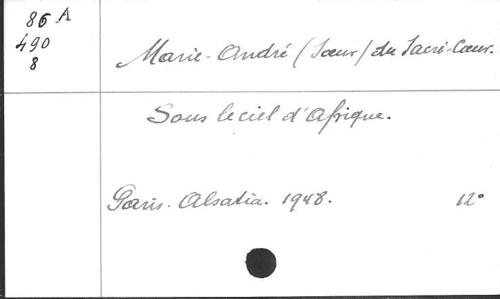 86 A
490
8
Marie-André (Sœur) du Sacré-Cœur.
Sous le ciel d'Afrique.
Paris. Alsatia. 1948. 12°